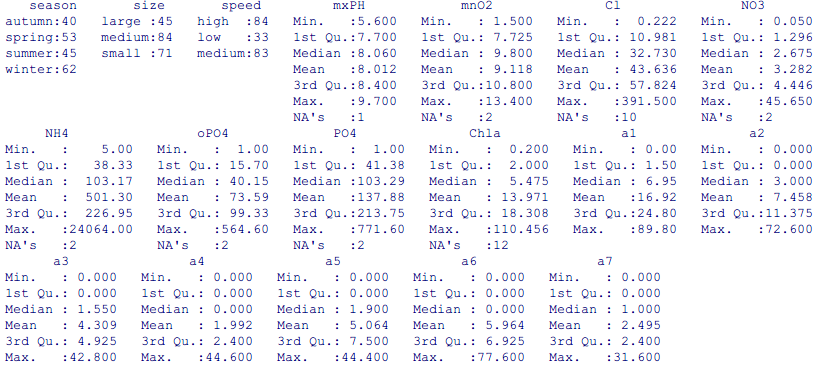 season size speed mxPH mnO2 Cl NO3
autumn:40 large :45 high :84 Min. :5.600 Min. : 1.500 Min. : 0.222 Min. : 0.050
spring:53 medium:84 low :33 1st Qu.:7.700 1st Qu.: 7.725 1st Qu.: 10.981 1st Qu.: 1.296
summer:45 small :71 medium:83 Median :8.060 Median : 9.800 Median : 32.730 Median : 2.675
winter:62 Mean :8.012 Mean : 9.118 Mean : 43.636 Mean : 3.282
3rd Qu.:8.400 3rd Qu.:10.800 3rd Qu.: 57.824 3rd Qu.: 4.446
Max. :9.700 Max. :13.400 Max. :391.500 Max. :45.650
NA's :1 NA's :2 NA's :10 NA's :2
NH4 oPO4 PO4 Chla a1 a2
Min. : 5.00 Min. : 1.00 Min. : 1.00 Min. : 0.200 Min. : 0.00 Min. : 0.000
1st Qu.: 38.33 1st Qu.: 15.70 1st Qu.: 41.38 1st Qu.: 2.000 1st Qu.: 1.50 1st Qu.: 0.000
Median : 103.17 Median : 40.15 Median :103.29 Median : 5.475 Median : 6.95 Median : 3.000
Mean : 501.30 Mean : 73.59 Mean :137.88 Mean : 13.971 Mean :16.92 Mean : 7.458
3rd Qu.: 226.95 3rd Qu.: 99.33 3rd Qu.:213.75 3rd Qu.: 18.308 3rd Qu.:24.80 3rd Qu.:11.375
Max. :24064.00 Max. :564.60 Max. :771.60 Max. :110.456 Max. :89.80 Max. :72.600
NA's :2 NA's :2 NA's :2 NA's :12
a3 a4 a5 a6 a7
Min. : 0.000 Min. : 0.000 Min. : 0.000 Min. : 0.000 Min. : 0.000
1st Qu.: 0.000 1st Qu.: 0.000 1st Qu.: 0.000 1st Qu.: 0.000 1st Qu.: 0.000
Median : 1.550 Median : 0.000 Median : 1.900 Median : 0.000 Median : 1.000
Mean : 4.309 Mean : 1.992 Mean : 5.064 Mean : 5.964 Mean : 2.495
3rd Qu.: 4.925 3rd Qu.: 2.400 3rd Qu.: 7.500 3rd Qu.: 6.925 3rd Qu.: 2.400
Max. :42.800 Max. :44.600 Max. :44.400 Max. :77.600 Max. :31.600